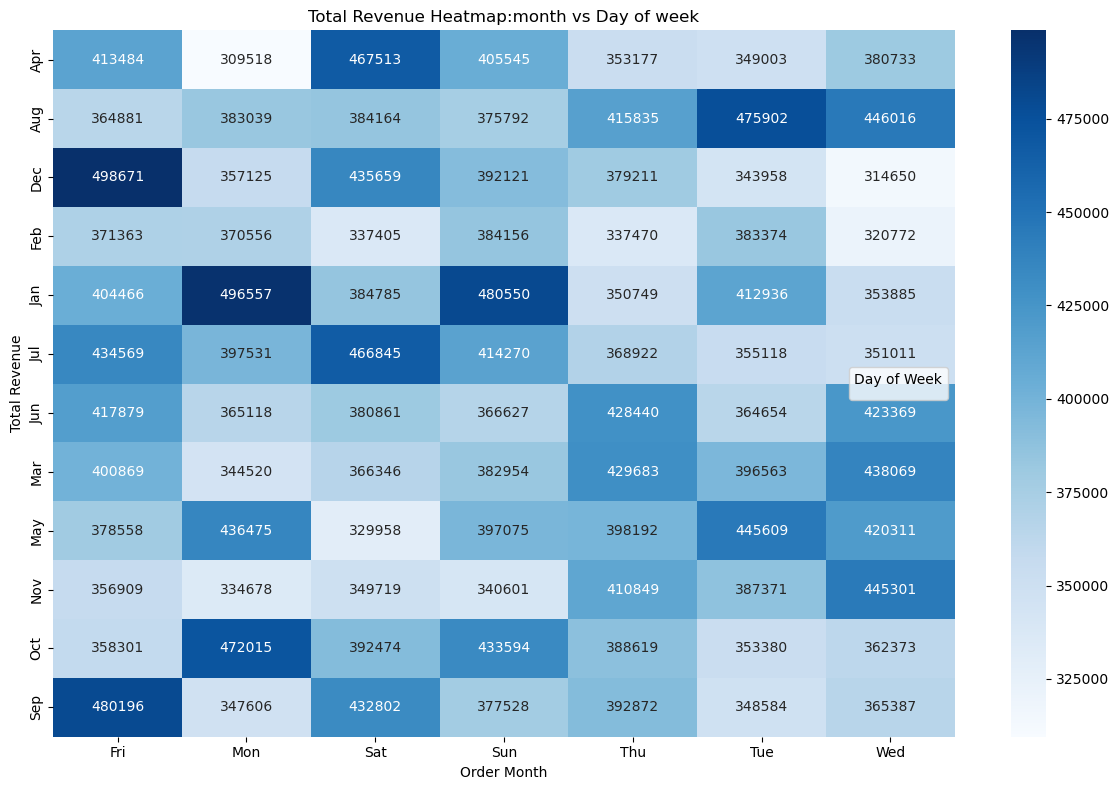 Total Revenue Heatmap:month vs Day of week
Total Revenue
Apr 413484 309518 467513 405545 353177 349003 380733
Aug 364881 383039 384164 375792 415835 475902 446016
475000
Dec 498671 357125 435659 392121 379211 343958 314650
450000
Feb 371363 370556 337405 384156 337470 383374 320772
Jan 404466 496557 384785 480550 350749 412936 353885
425000
Jul 434569 397531 466845 414270 368922 355118 351011
Day of Week
400000
Jun 417879 365118 380861 366627 428440 364654 423369
Mar 400869 344520 366346 382954 429683 396563 438069
375000
May 378558 436475 329958 397075 398192 445609 420311
Nov 356909 334678 349719 340601 410849 387371 445301
350000
Oct 358301 472015 392474 433594 388619 353380 362373
325000
Sep 480196 347606 432802 377528 392872 348584 365387
Fri Mon Sat Sun Thu Tue Wed
Order Month